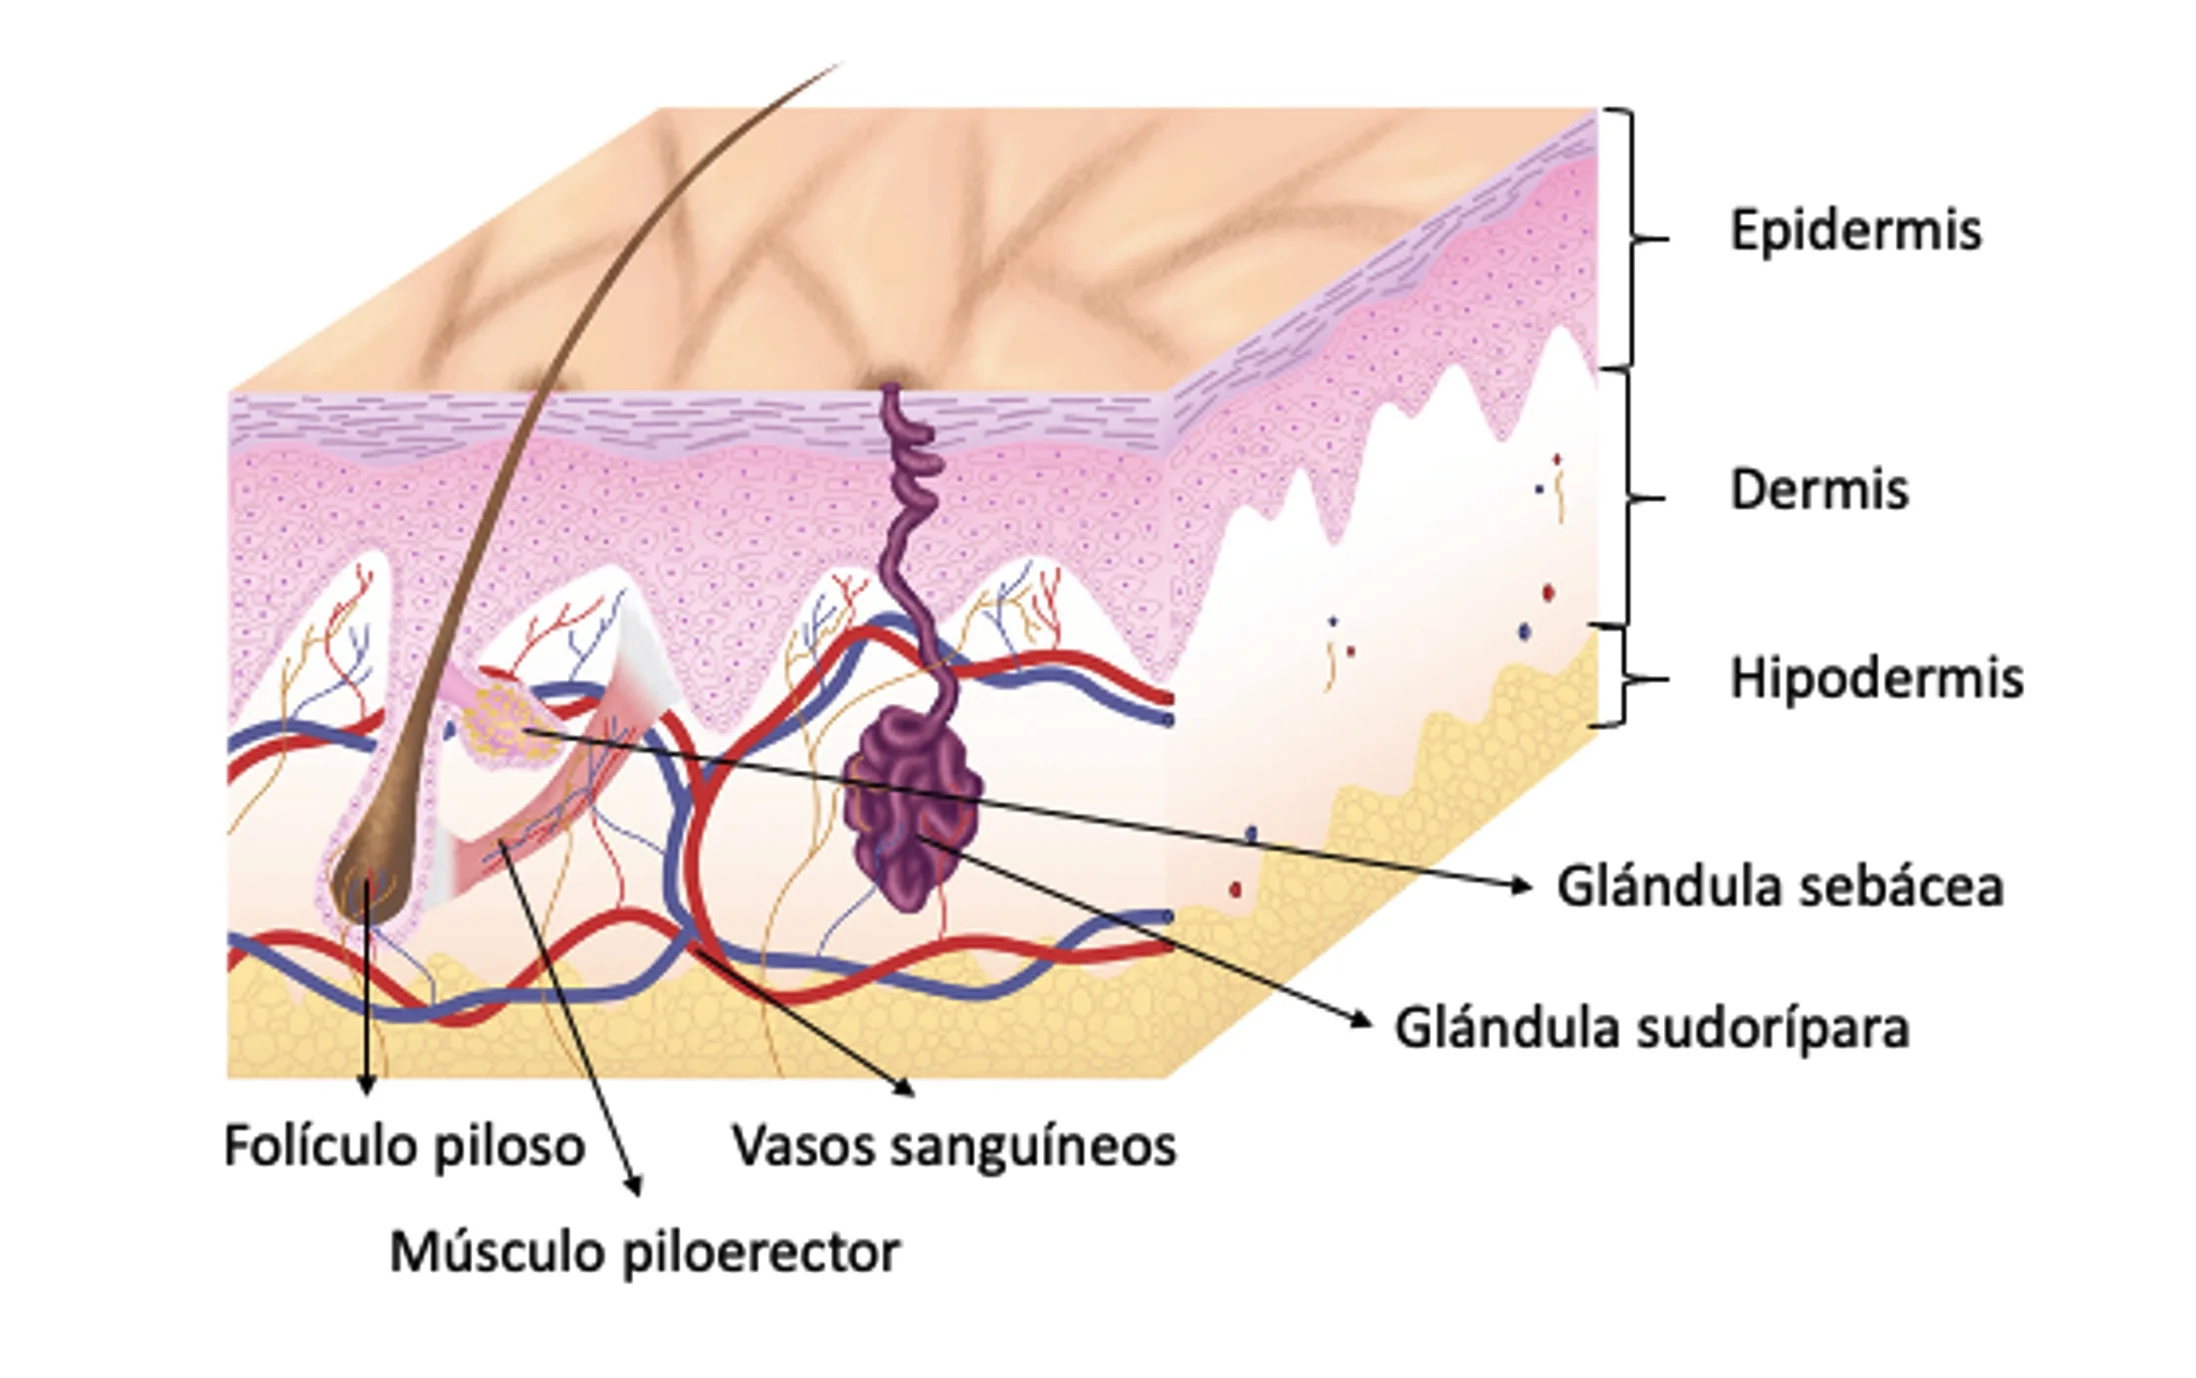 Epidermis
Dermis
Hipodermis
Glándula sebácea
Glándula sudorípara
Folículo piloso
Vasos sanguíneos
Músculo piloerector